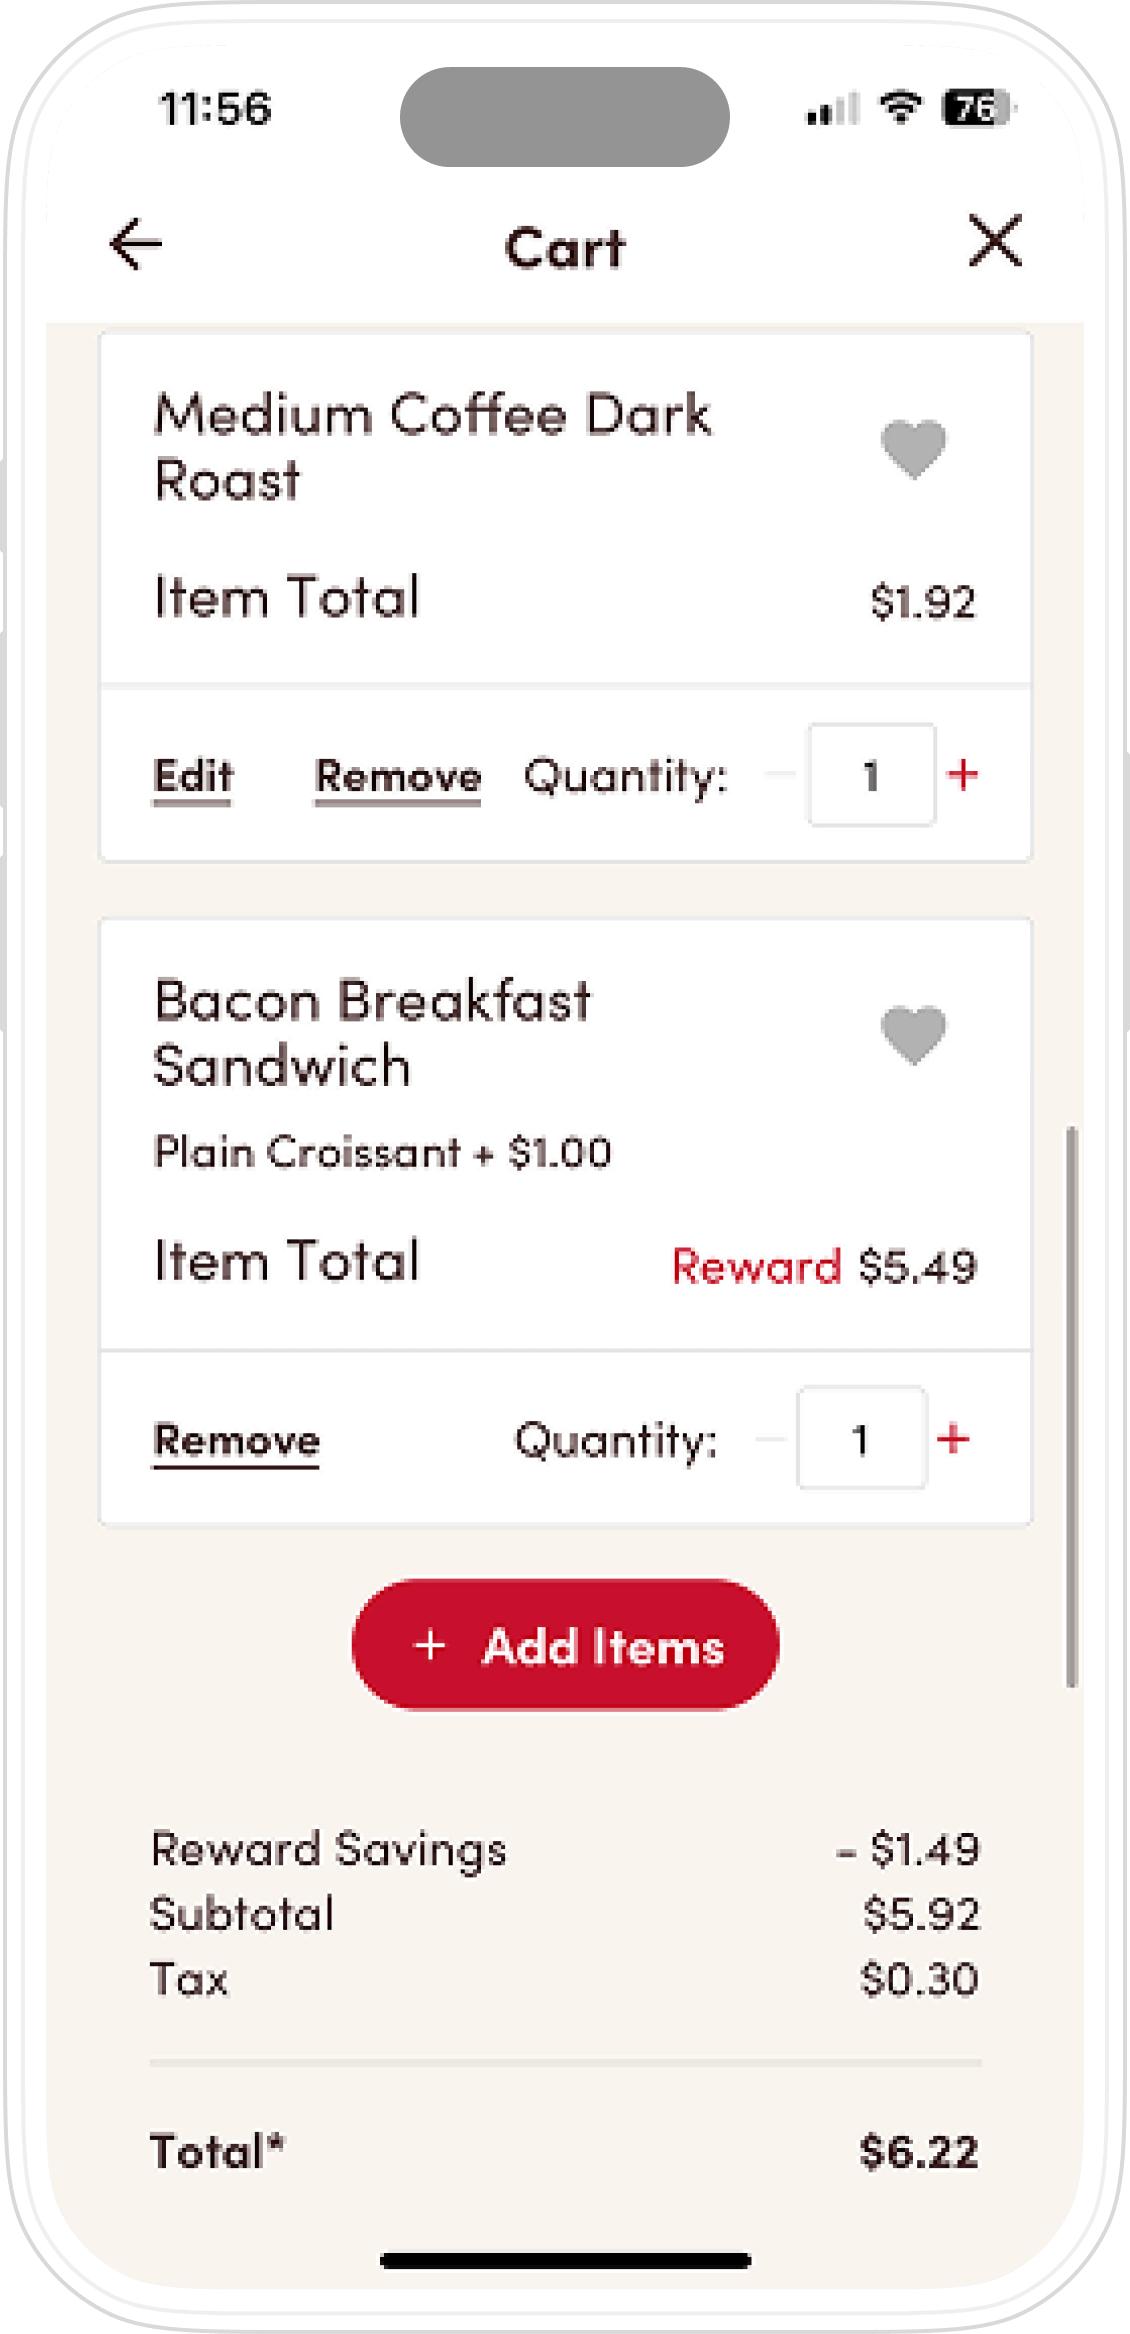 11:56
76
Cart
Medium Coffee Dark
Roast
Item Total $1.92
Edit Remove Quantity: − 1 +
Bacon Breakfast
Sandwich
Plain Croissant + $1.00
Item Total Reward $5.49
Remove Quantity: − 1 +
+ Add Items
Reward Savings - $1.49
Subtotal $5.92
Tax $0.30
Total* $6.22